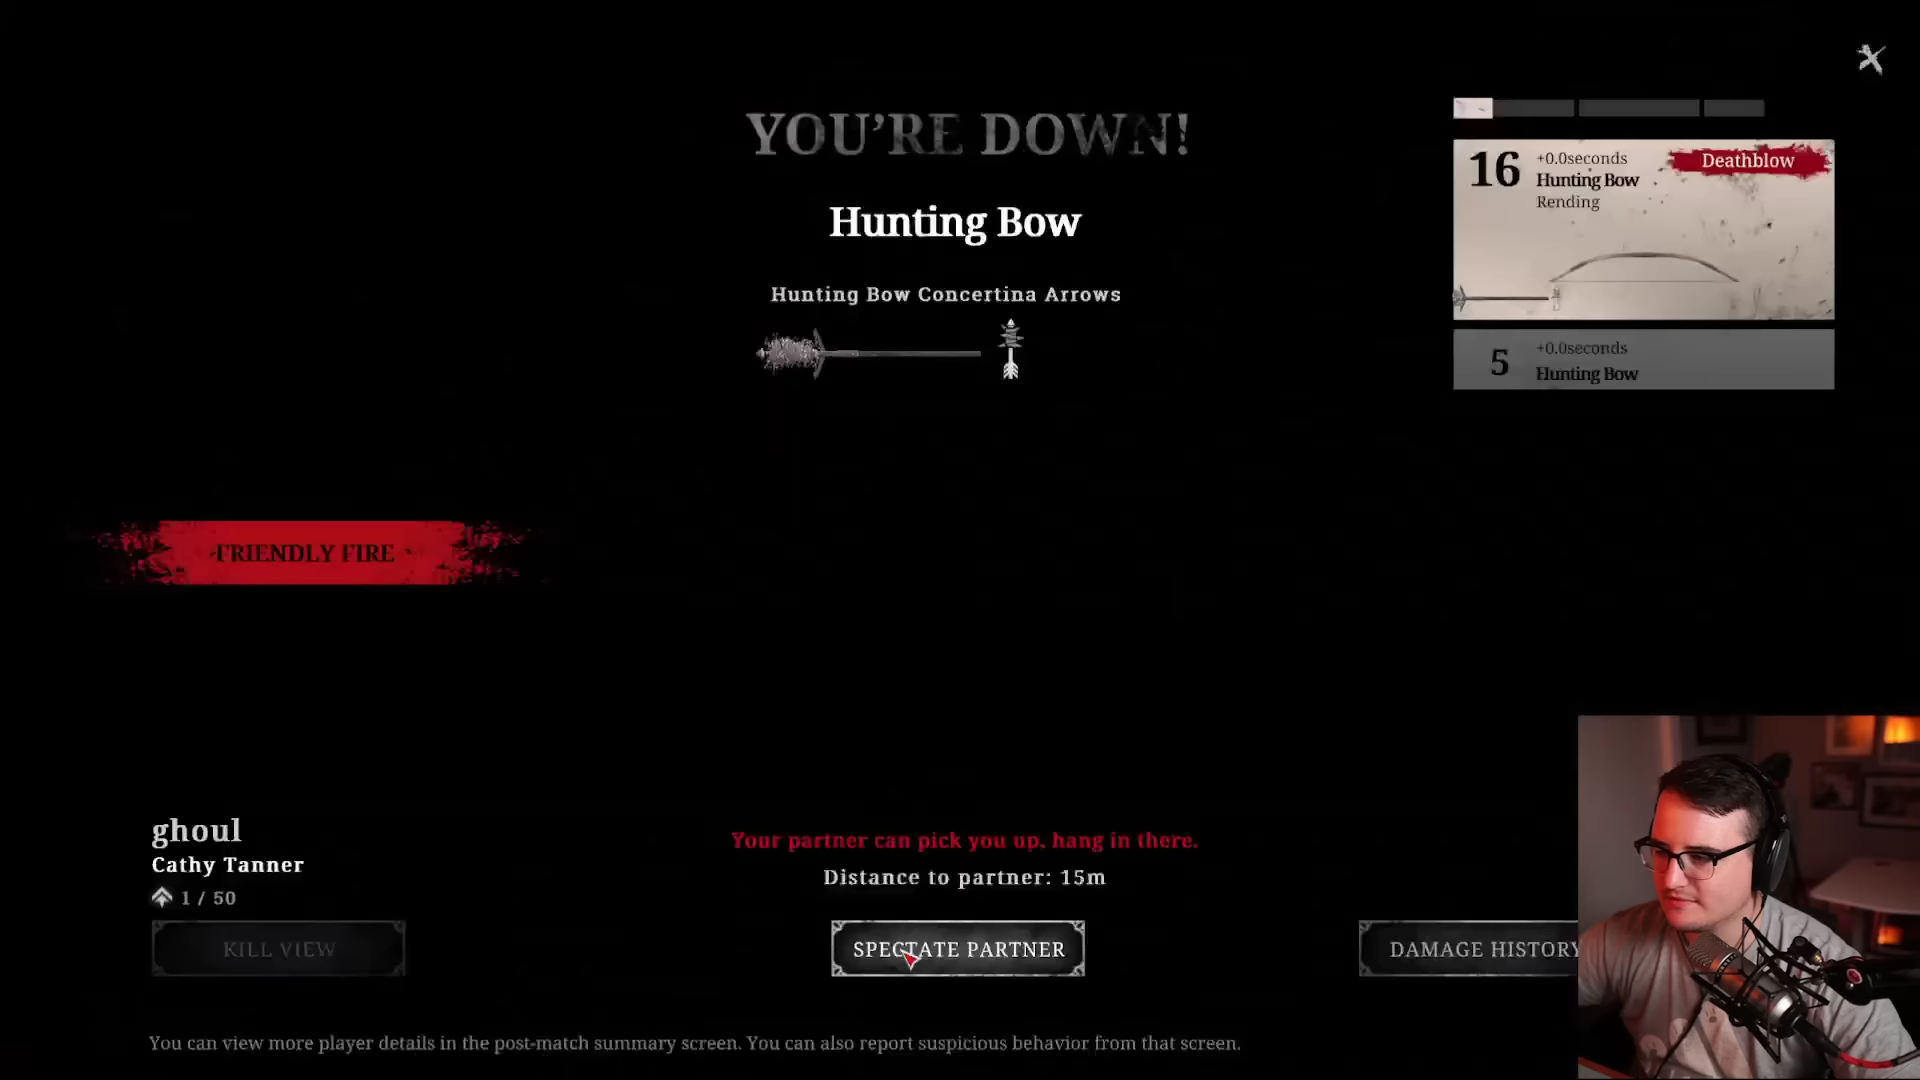 YOU'RE DOWN!
Hunting Bow
Hunting Bow Concertina Arrows
16
+0.0seconds
Hunting Bow
Rending
Deathblow
5
+0.0seconds
Hunting Bow
FRIENDLY FIRE
ghoul
Cathy Tanner
1 / 50
KILL VIEW
Your partner can pick you up, hang in there.
Distance to partner: 15m
SPECTATE PARTNER
DAMAGE HISTORY
You can view more player details in the post-match summary screen. You can also report suspicious behavior from that screen.